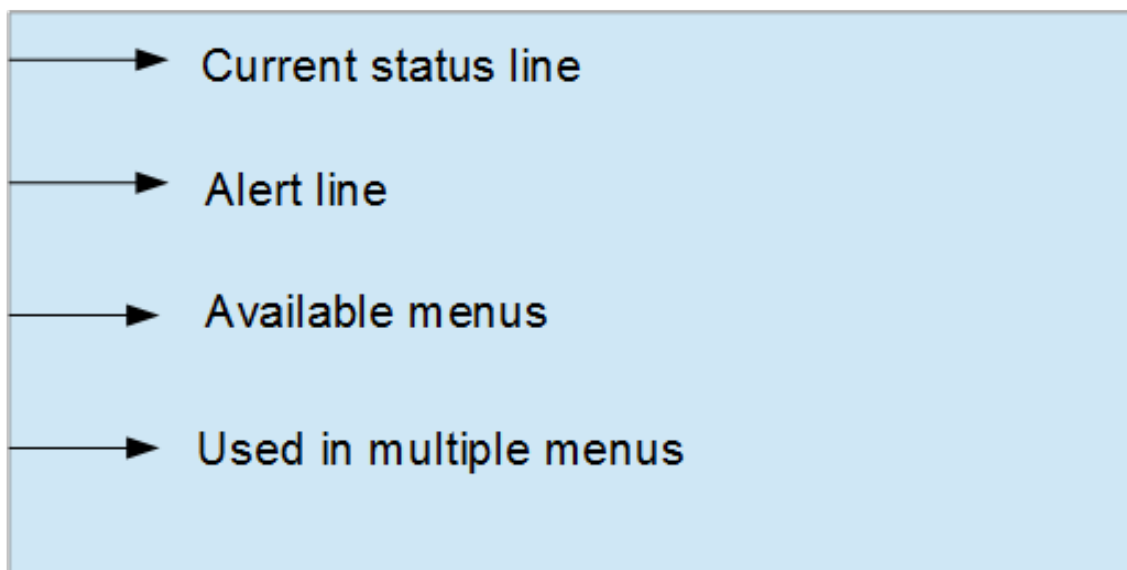 Current status line
Alert line
Available menus
Used in multiple menus